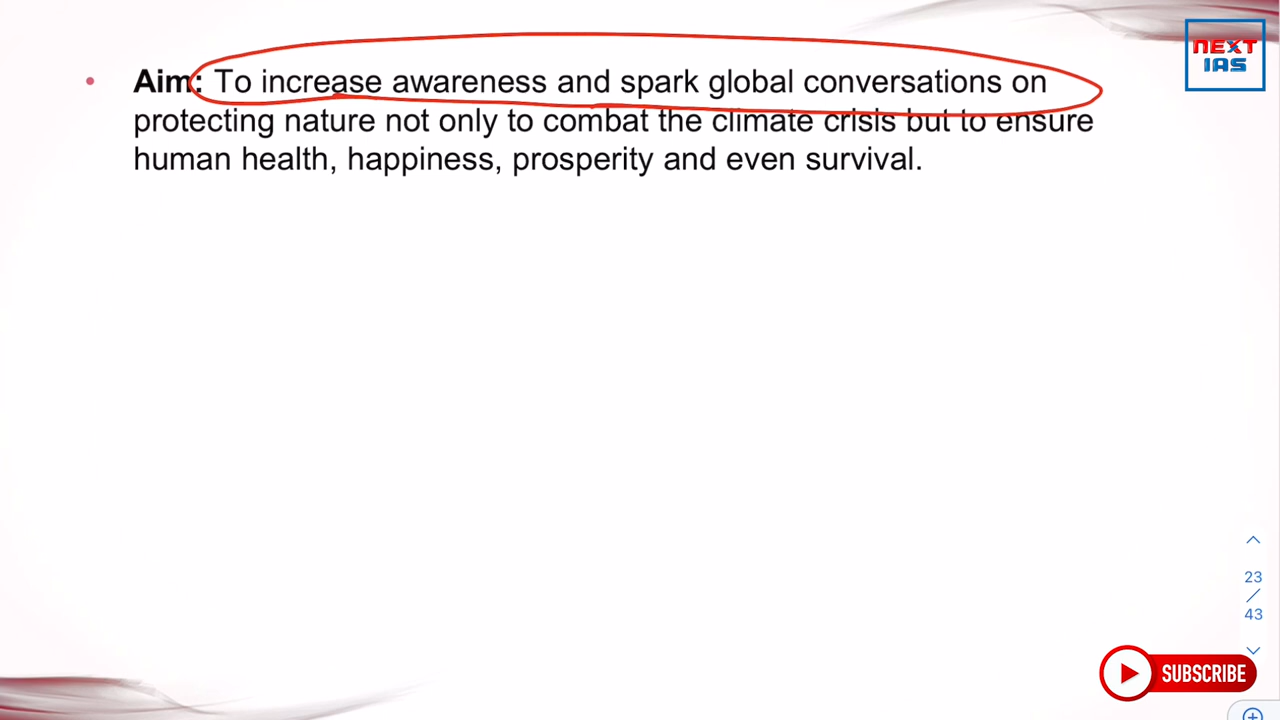 NEXT
IAS
• Aim: To increase awareness and spark global conversations on
protecting nature not only to combat the climate crisis but to ensure
human health, happiness, prosperity and even survival.
23
/
43
SUBSCRIBE